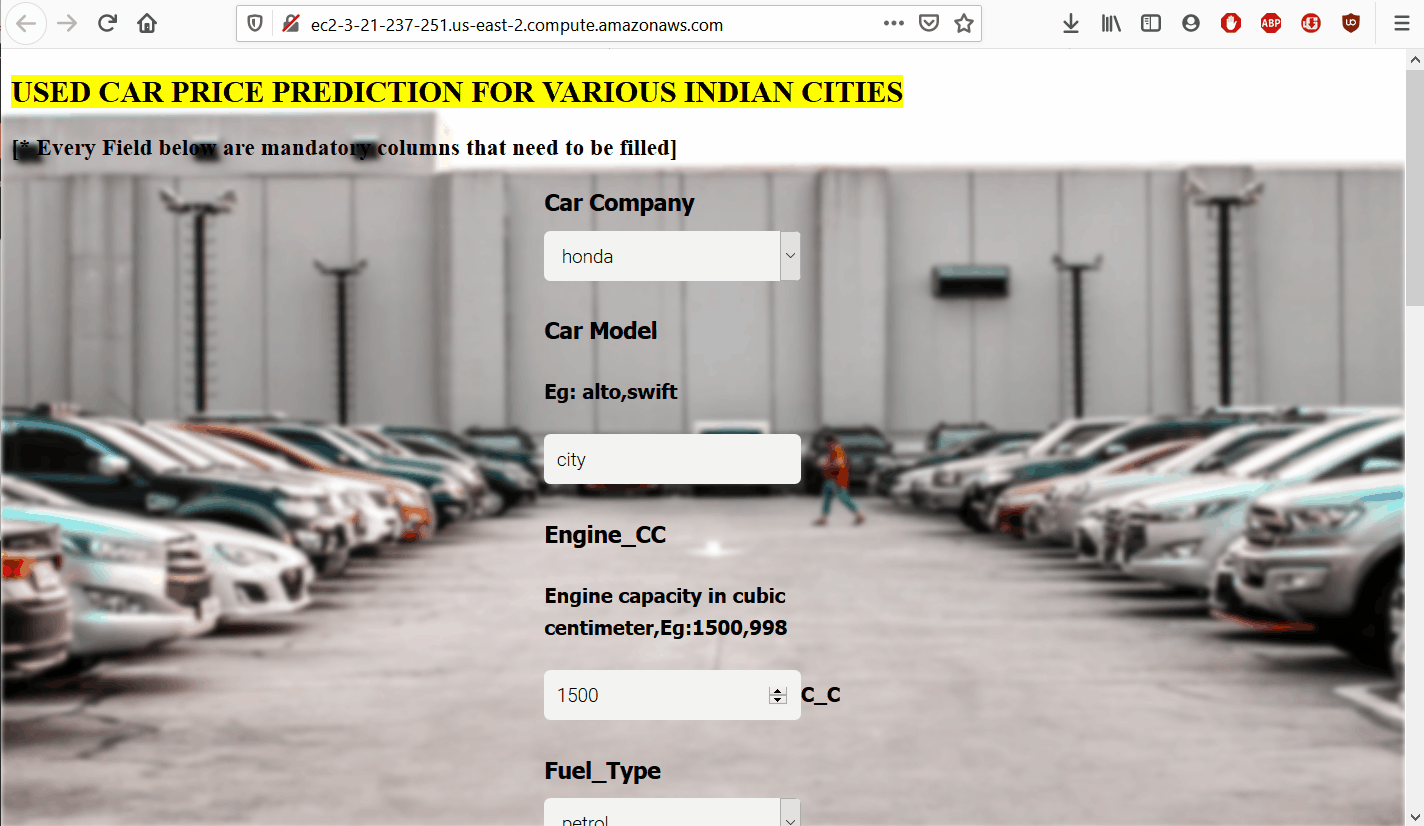 ec2-3-21-237-251.us-east-2.compute.amazonaws.com
ABP
USED CAR PRICE PREDICTION FOR VARIOUS INDIAN CITIES
[* Every Field below are mandatory columns that need to be filled]
Car Company
honda
Car Model
Eg: alto,swift
city
Engine_CC
Engine capacity in cubic
centimeter,Eg:1500,998
1500 C_C
Fuel_Type
petrol